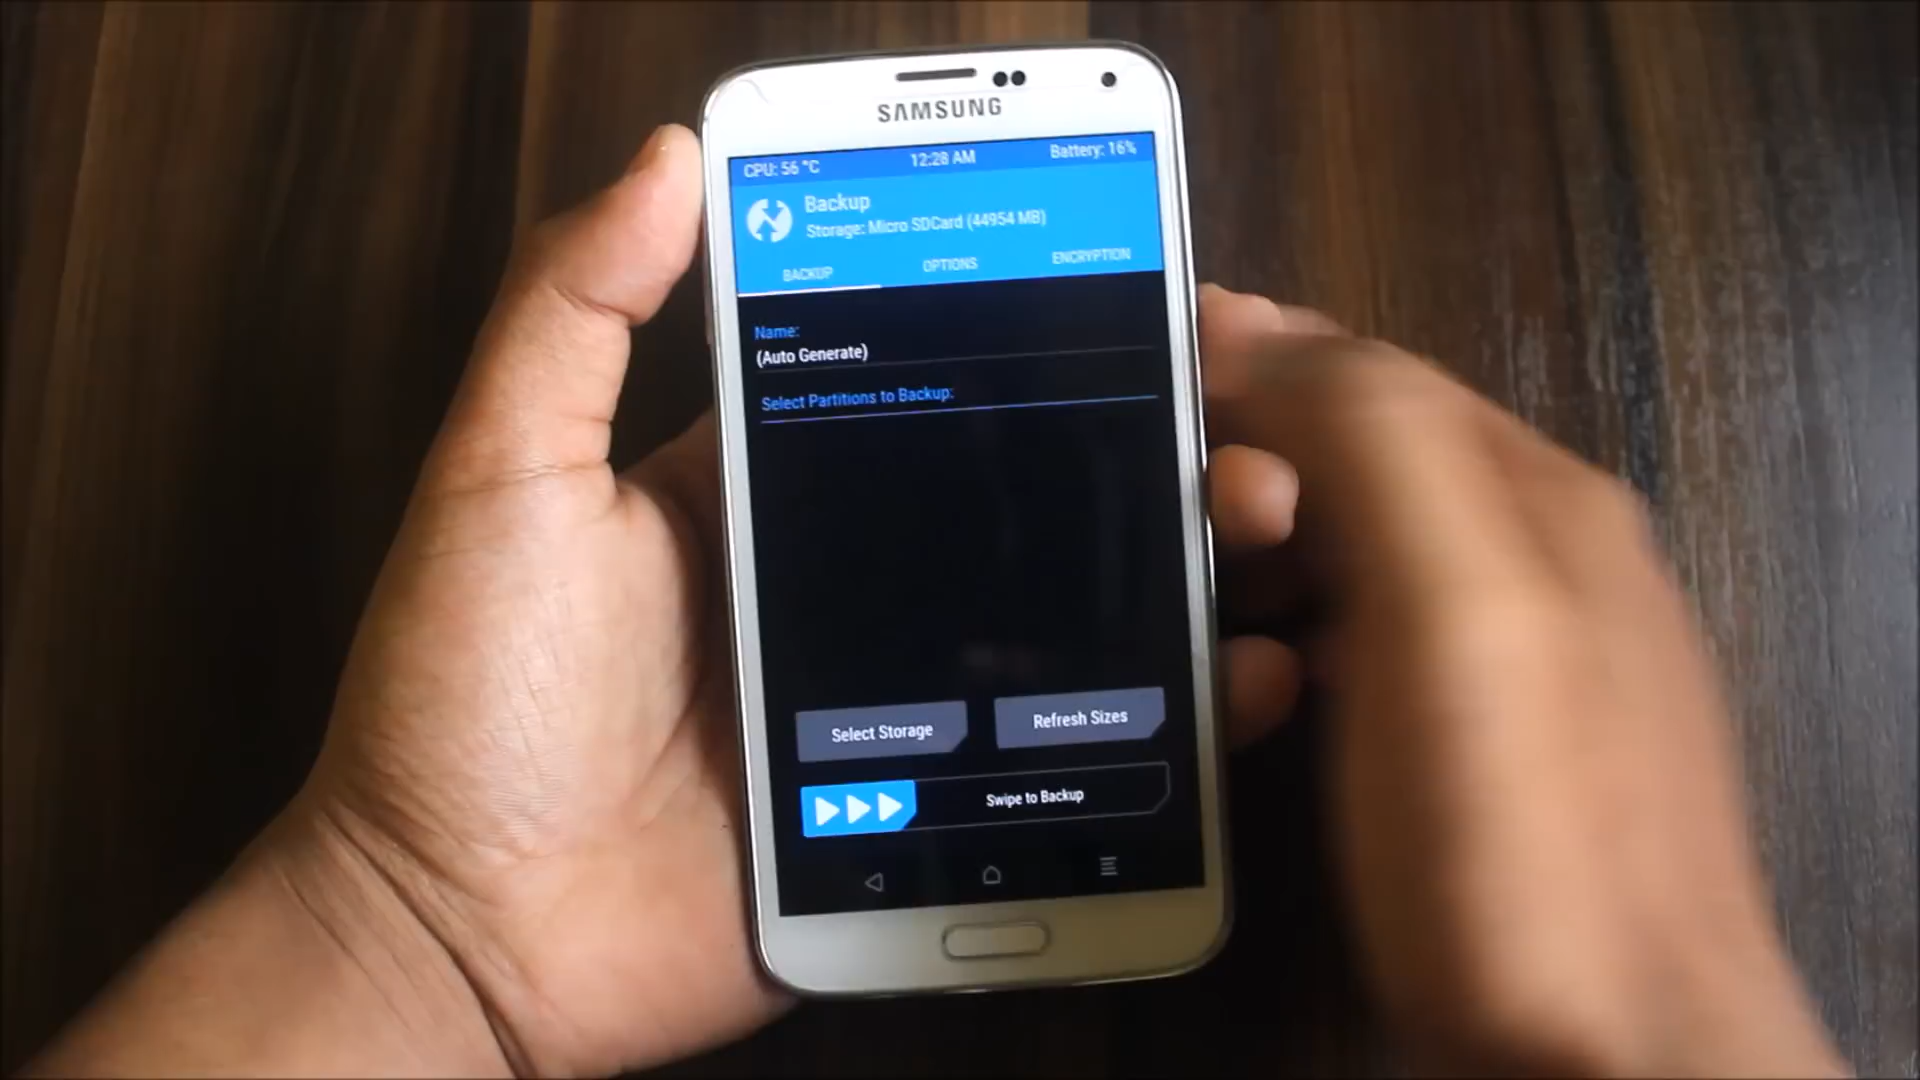 SAMSUNG
CPU: 56 °C 12:28 AM Battery: 16%
Backup
Storage: Micro SDCard (44954 MB)
BACKUP OPTIONS ENCRYPTION
Name:
(Auto Generate)
Select Partitions to Backup:
Select Storage Refresh Sizes
Swipe to Backup